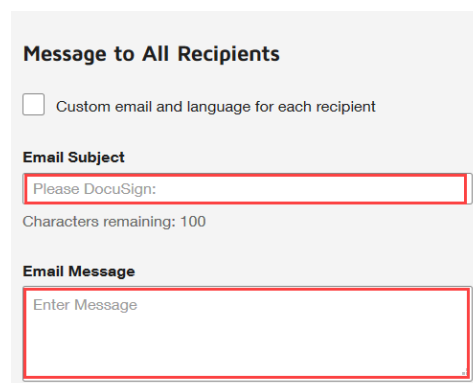 Message to All Recipients
Custom email and language for each recipient
Email Subject
Please DocuSign:
Characters remaining: 100
Email Message
Enter Message